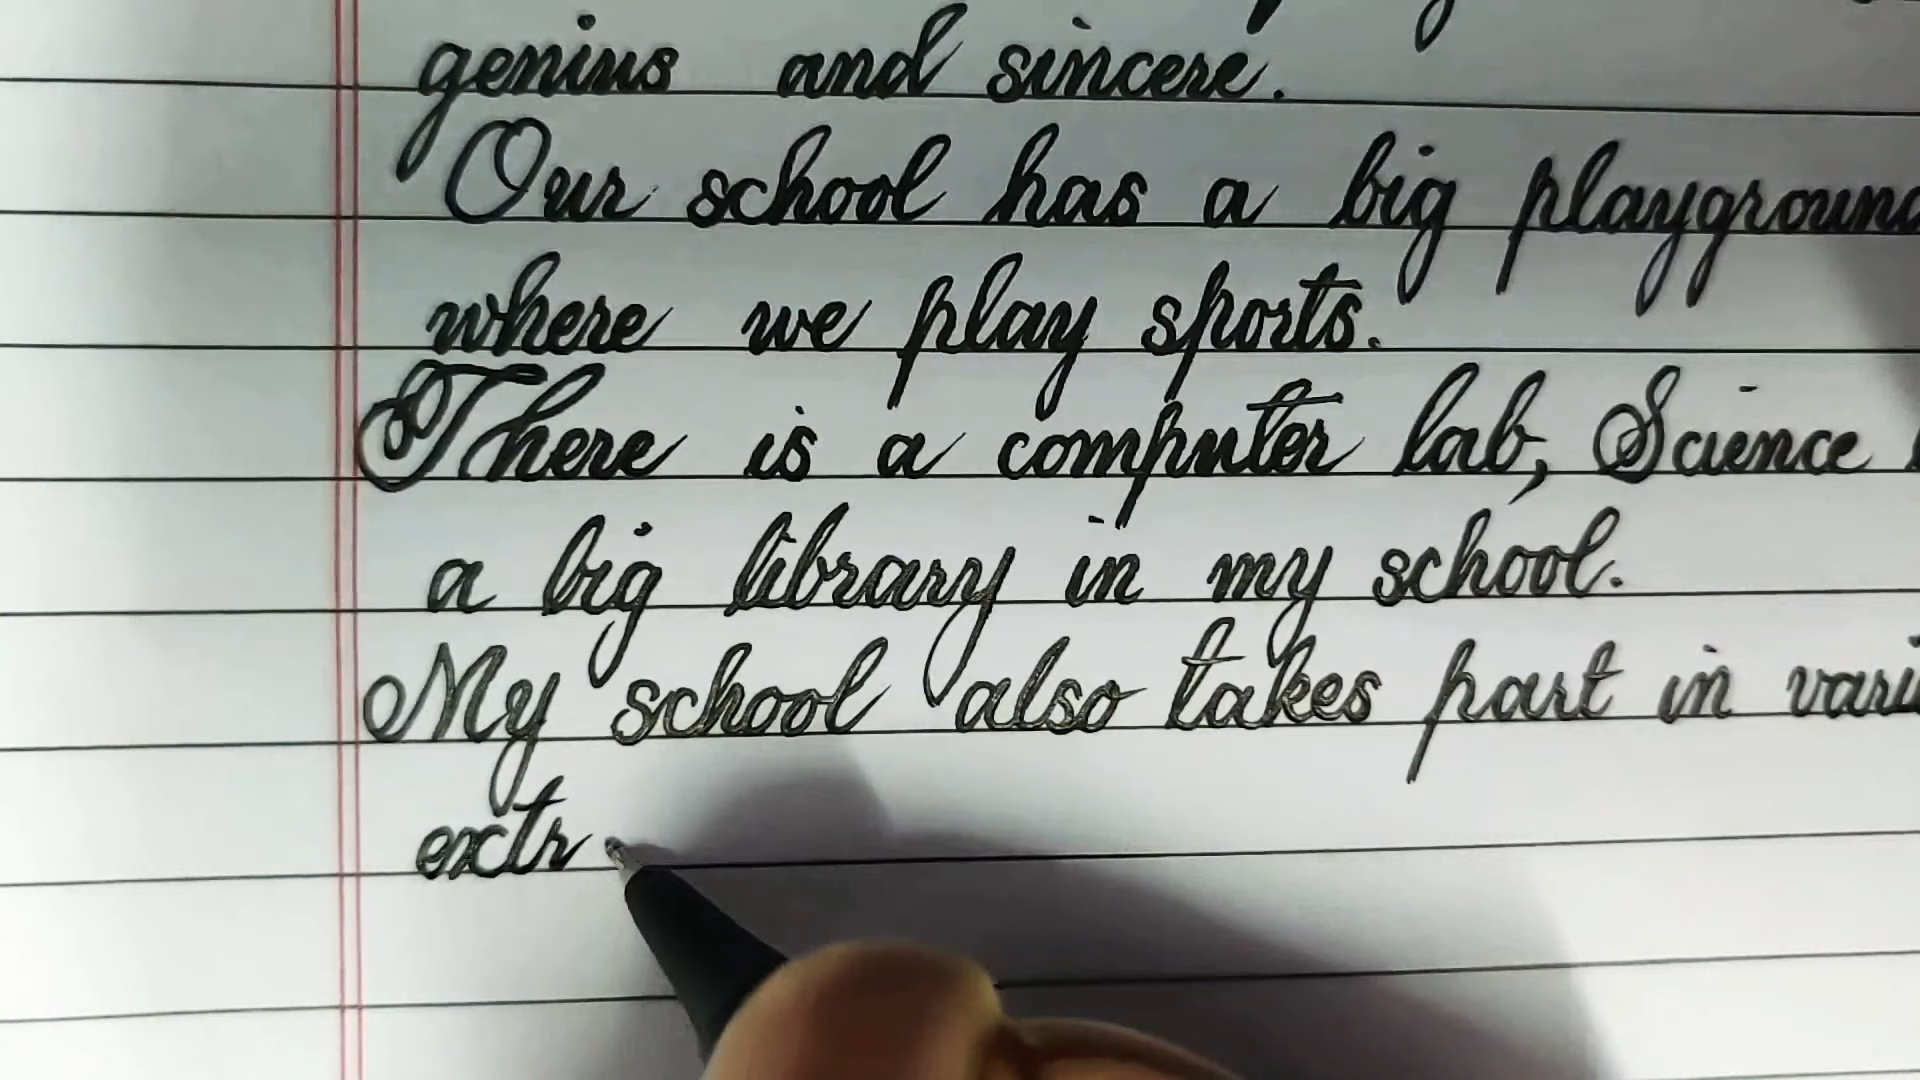 genius and sincere.
Our school has a big playground
where we play sports.
There is a computer lab, Science
a big library in my school.
My school also takes part in vari
extr